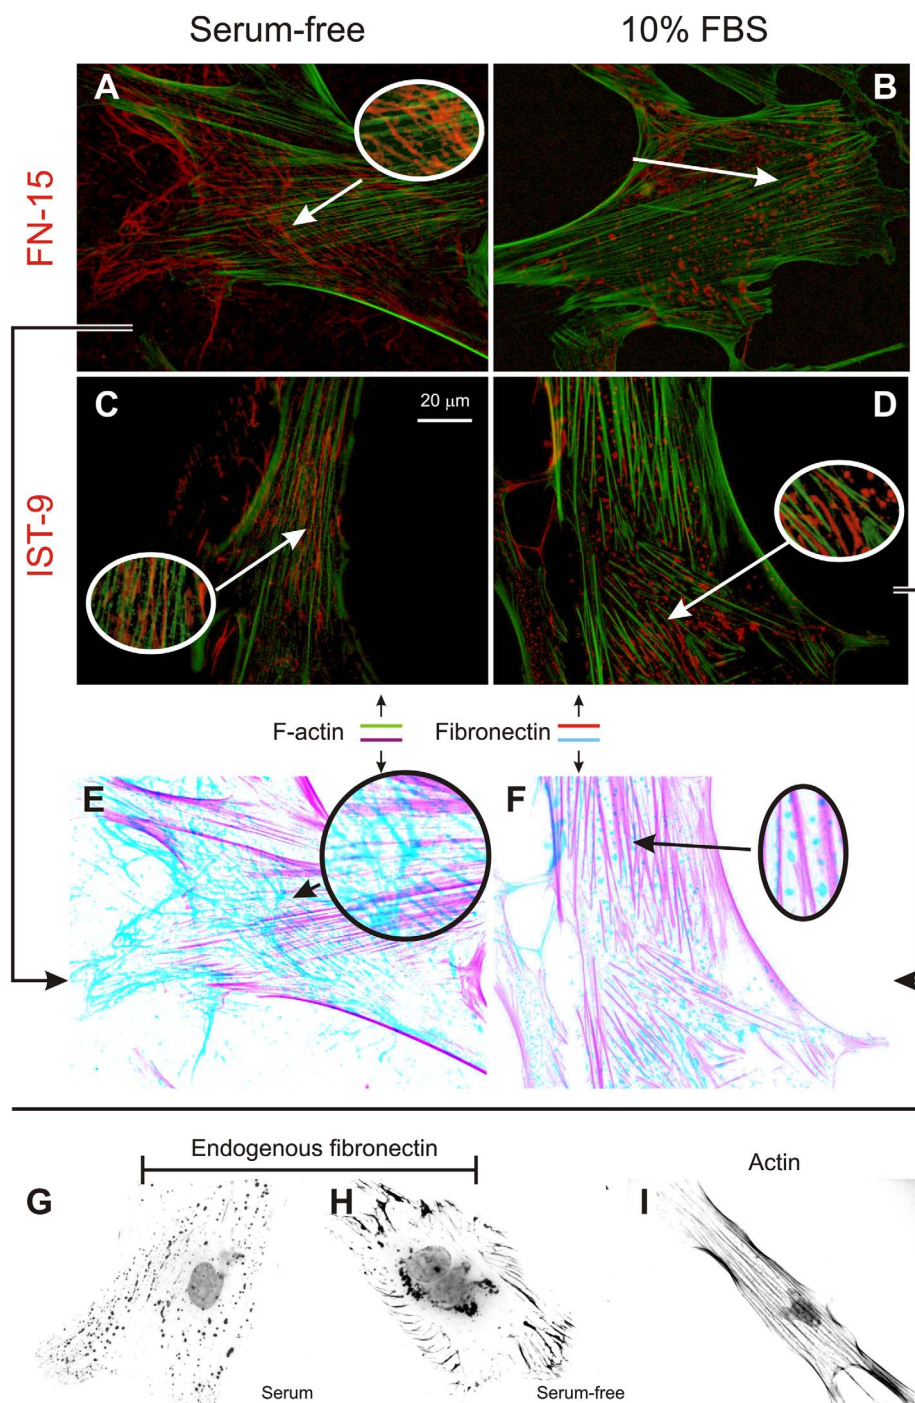 Serum-free
10% FBS
FN-15
A
B
IST-9
C
20 μm
D
F-actin
Fibronectin
E
F
Endogenous fibronectin
Actin
G
H
I
Serum
Serum-free